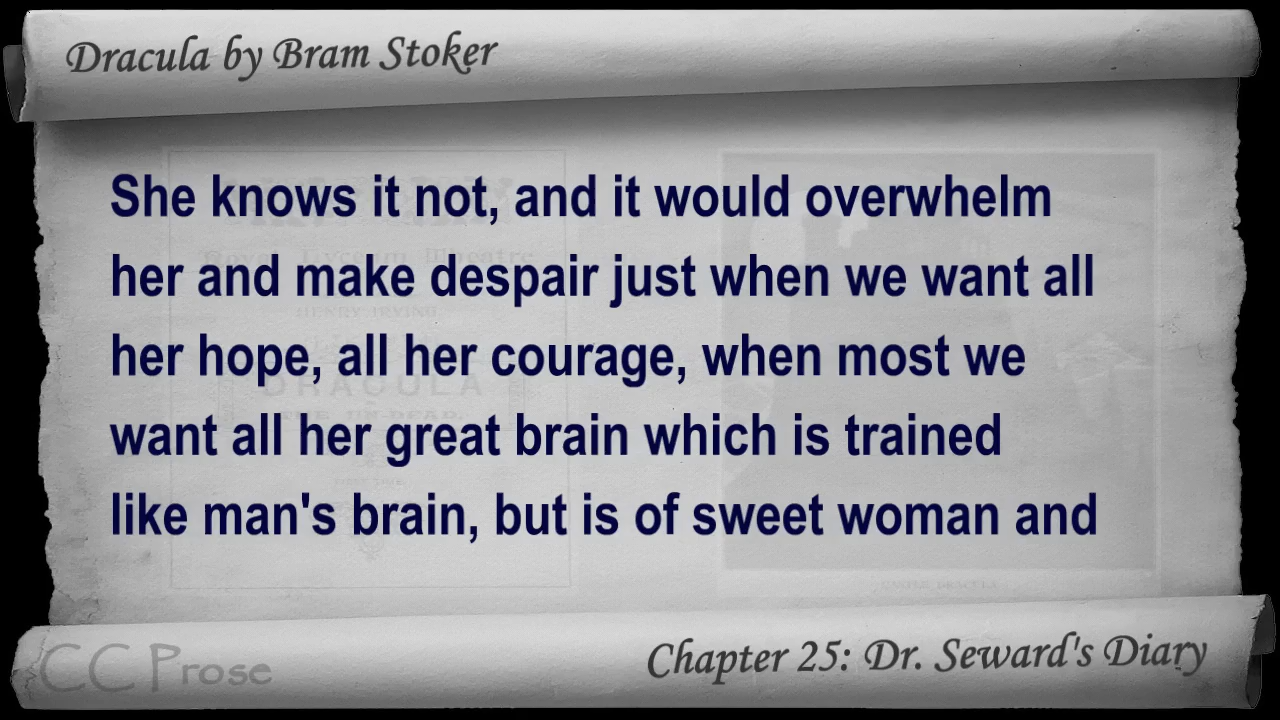 Dracula by Bram Stoker
She knows it not, and it would overwhelm
her and make despair just when we want all
her hope, all her courage, when most we
want all her great brain which is trained
like man's brain, but is of sweet woman and
DRACULA
CC Prose
Chapter 25: Dr. Seward's Diary